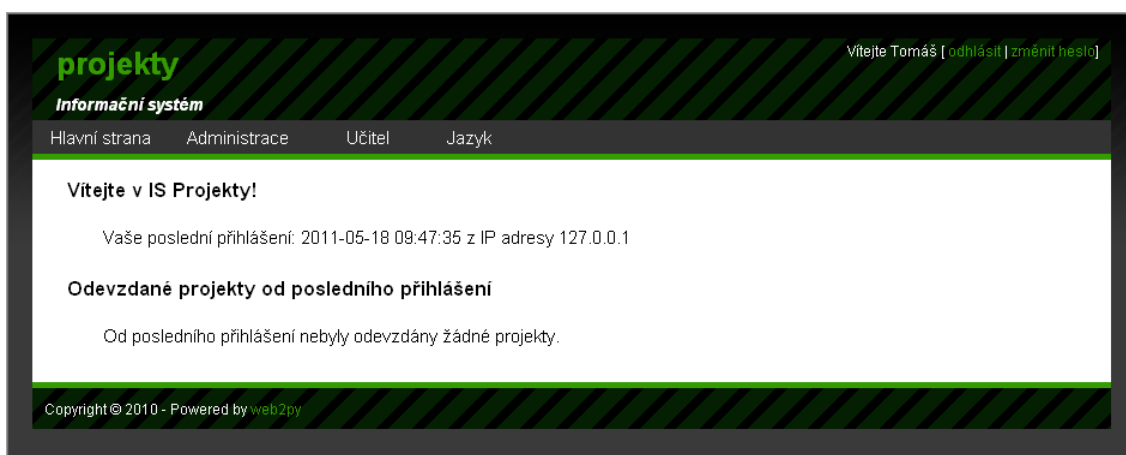 projekty
Vítejte Tomáš [ odhlásit | změnit heslo]
Informační systém
Hlavní strana Administrace Učitel Jazyk
Vítejte v IS Projekty!
Vaše poslední přihlášení: 2011-05-18 09:47:35 z IP adresy 127.0.0.1
Odevzdané projekty od posledního přihlášení
Od posledního přihlášení nebyly odevzdány žádné projekty.
Copyright © 2010 - Powered by web2py